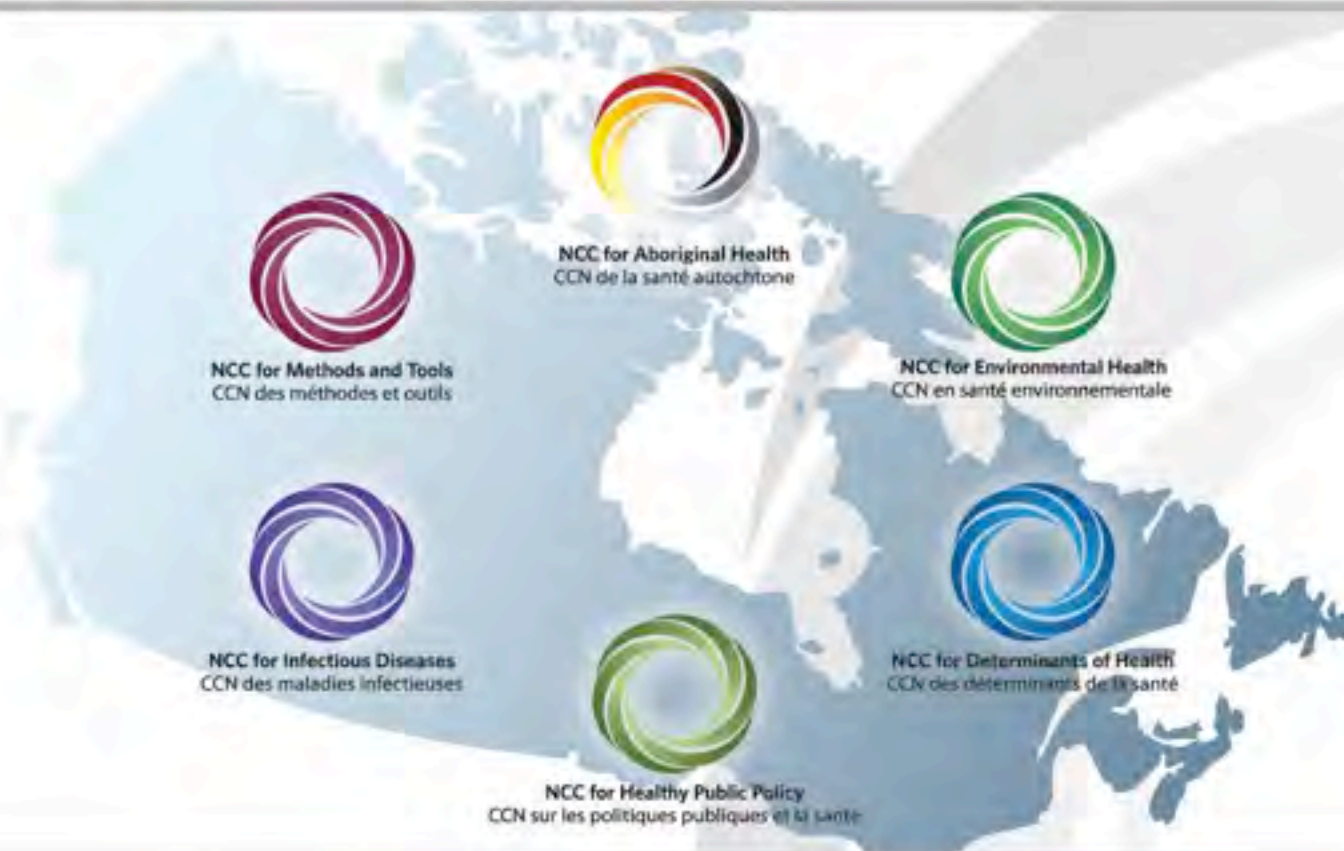 NCC for Aboriginal Health
CCN de la santé autochtone
NCC for Methods and Tools
CCN des méthodes et outils
NCC for Environmental Health
CCN en santé environnementale
NCC for Infectious Diseases
CCN des maladies infectieuses
NCC for Determinants of Health
CCN des déterminants de la santé
NCC for Healthy Public Policy
CCN sur les politiques publiques et la santé